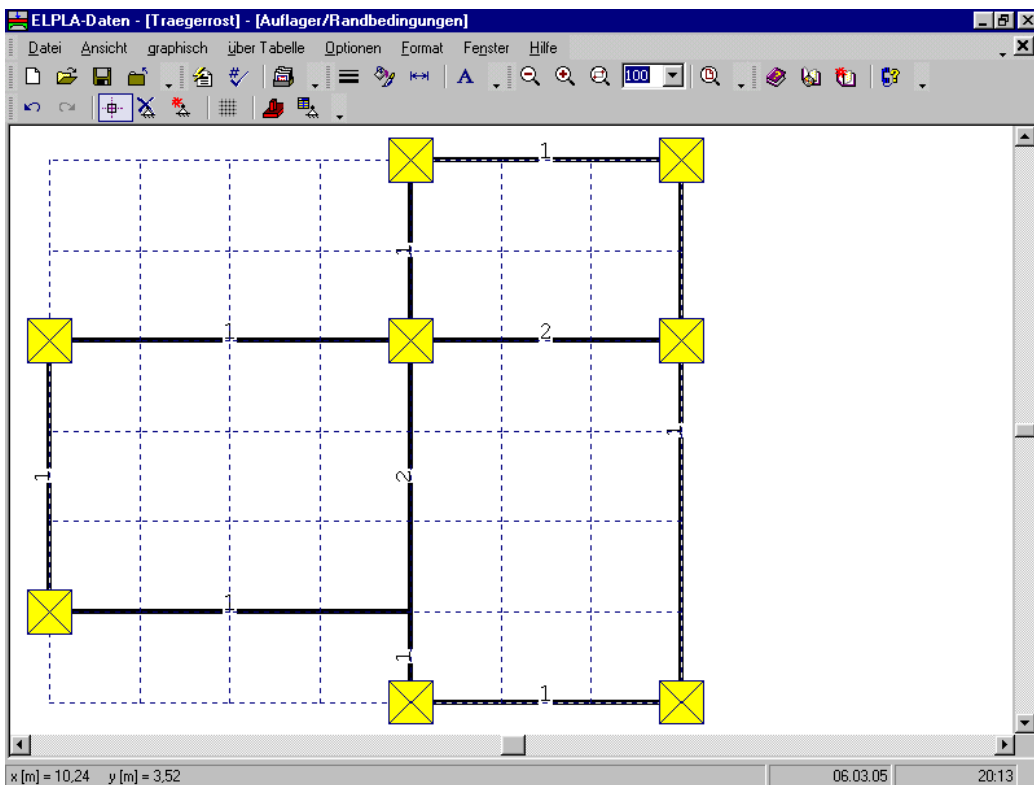 ELPLA-Daten - [Traegerrost] - [Auflager/Randbedingungen]
Datei Ansicht graphisch über Tabelle Optionen Format Fenster Hilfe
A 100
1
1
1 2
1
1 2
1
1
1
x [m] = 10,24 y [m] = 3,52 06.03.05 20:13